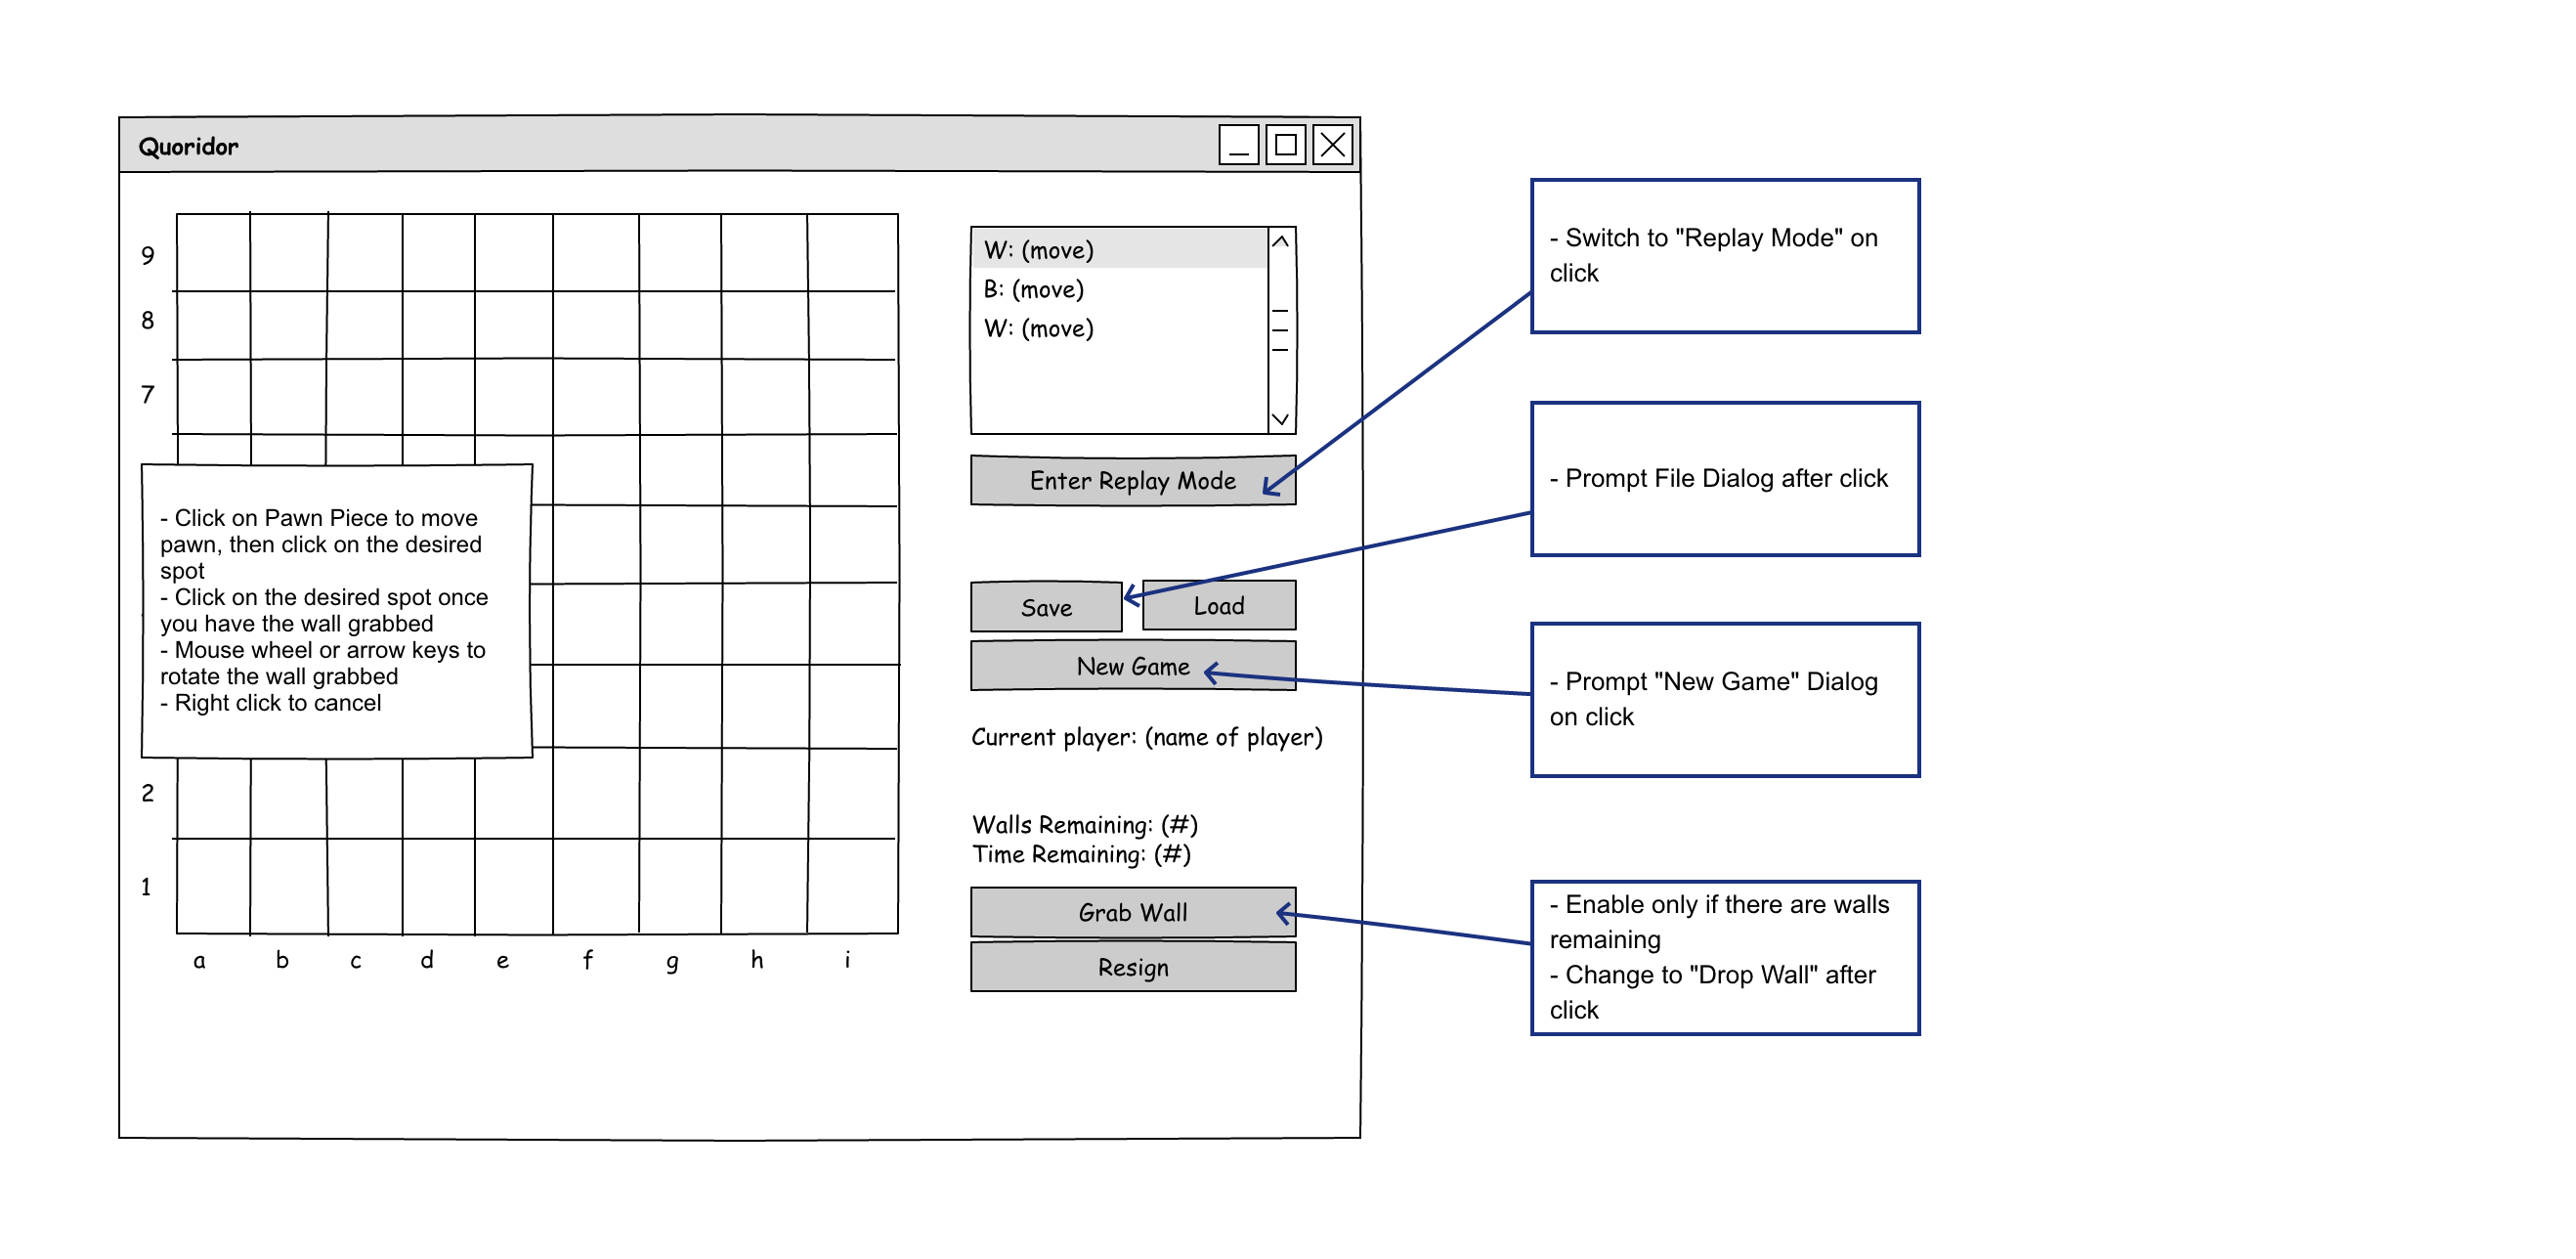 Quoridor
9
8
7
2
1
a b c d e f g h i
- Click on Pawn Piece to move
pawn, then click on the desired
spot
- Click on the desired spot once
you have the wall grabbed
- Mouse wheel or arrow keys to
rotate the wall grabbed
- Right click to cancel
W: (move)
B: (move)
W: (move)
Enter Replay Mode
Save
Load
New Game
Current player: (name of player)
Walls Remaining: (#)
Time Remaining: (#)
Grab Wall
Resign
- Switch to "Replay Mode" on
click
- Prompt File Dialog after click
- Prompt "New Game" Dialog
on click
- Enable only if there are walls
remaining
- Change to "Drop Wall" after
click